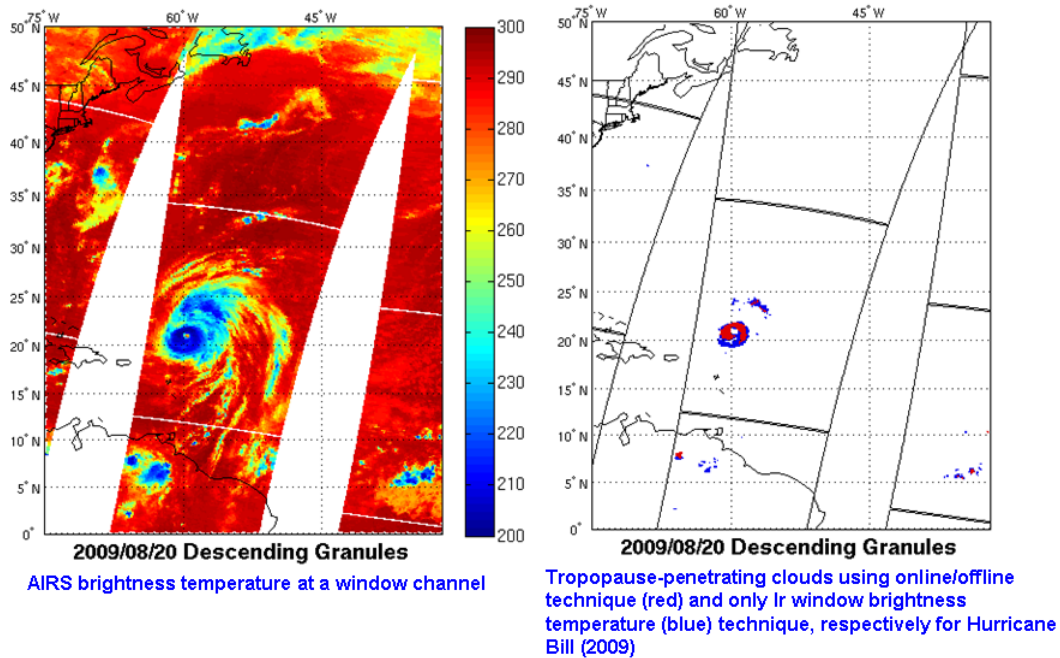 75° W 60° W 45° W
50° N
45° N
40° N
35° N
30° N
25° N
20° N
15° N
10° N
5° N
0°
300
290
280
270
260
250
240
230
220
210
200
2009/08/20 Descending Granules
AIRS brightness temperature at a window channel
75° W 60° W 45° W
50° N
45° N
40° N
35° N
30° N
25° N
20° N
15° N
10° N
5° N
0°
2009/08/20 Descending Granules
Tropopause-penetrating clouds using online/offline
technique (red) and only Ir window brightness
temperature (blue) technique, respectively for Hurricane
Bill (2009)